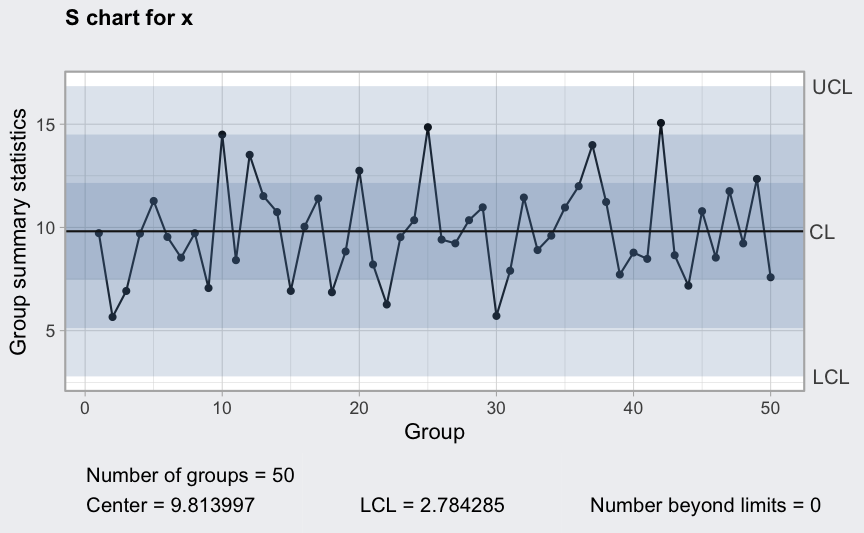 S chart for x
Group summary statistics
UCL
15
10
CL
5
LCL
0 10 20 30 40 50
Group
Number of groups = 50
Center = 9.813997 LCL = 2.784285 Number beyond limits = 0